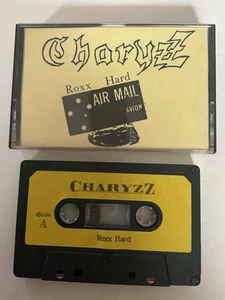 CharyzZ
Roxx Hard
AIR MAIL
AVION
CHARYZZ
Side
A
Roxx Hard